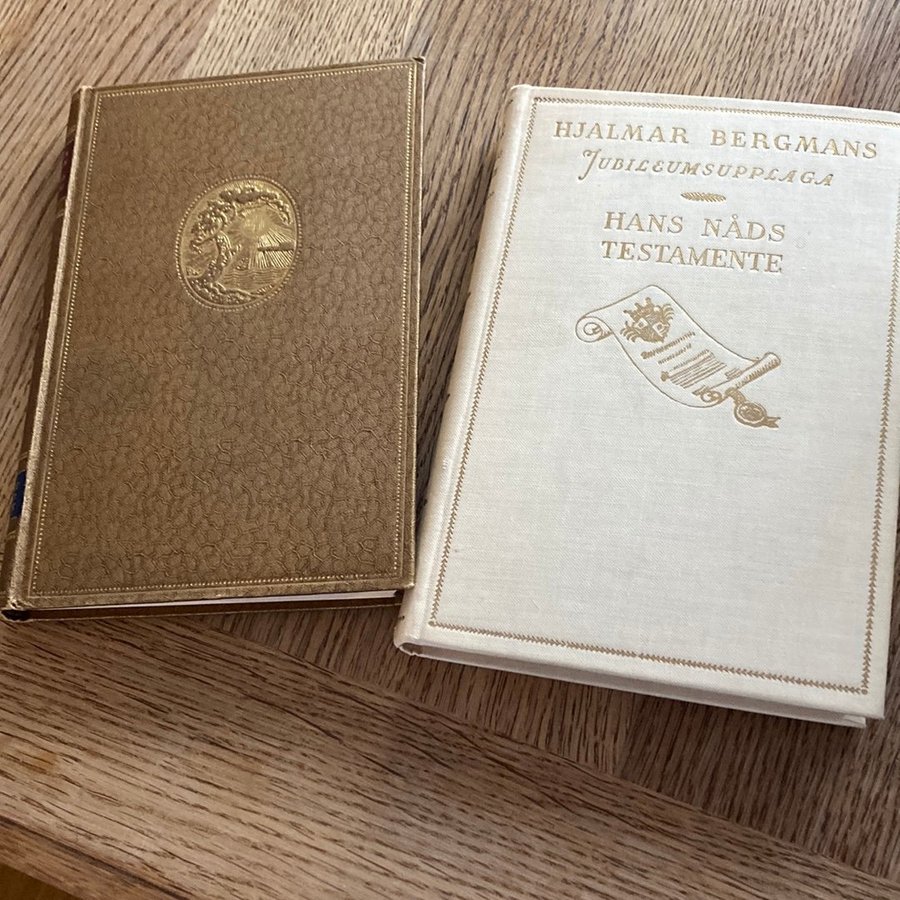 HJALMAR BERGMANS
JUBILEUMSUPPLAGA
HANS NÅDS
TESTAMENTE